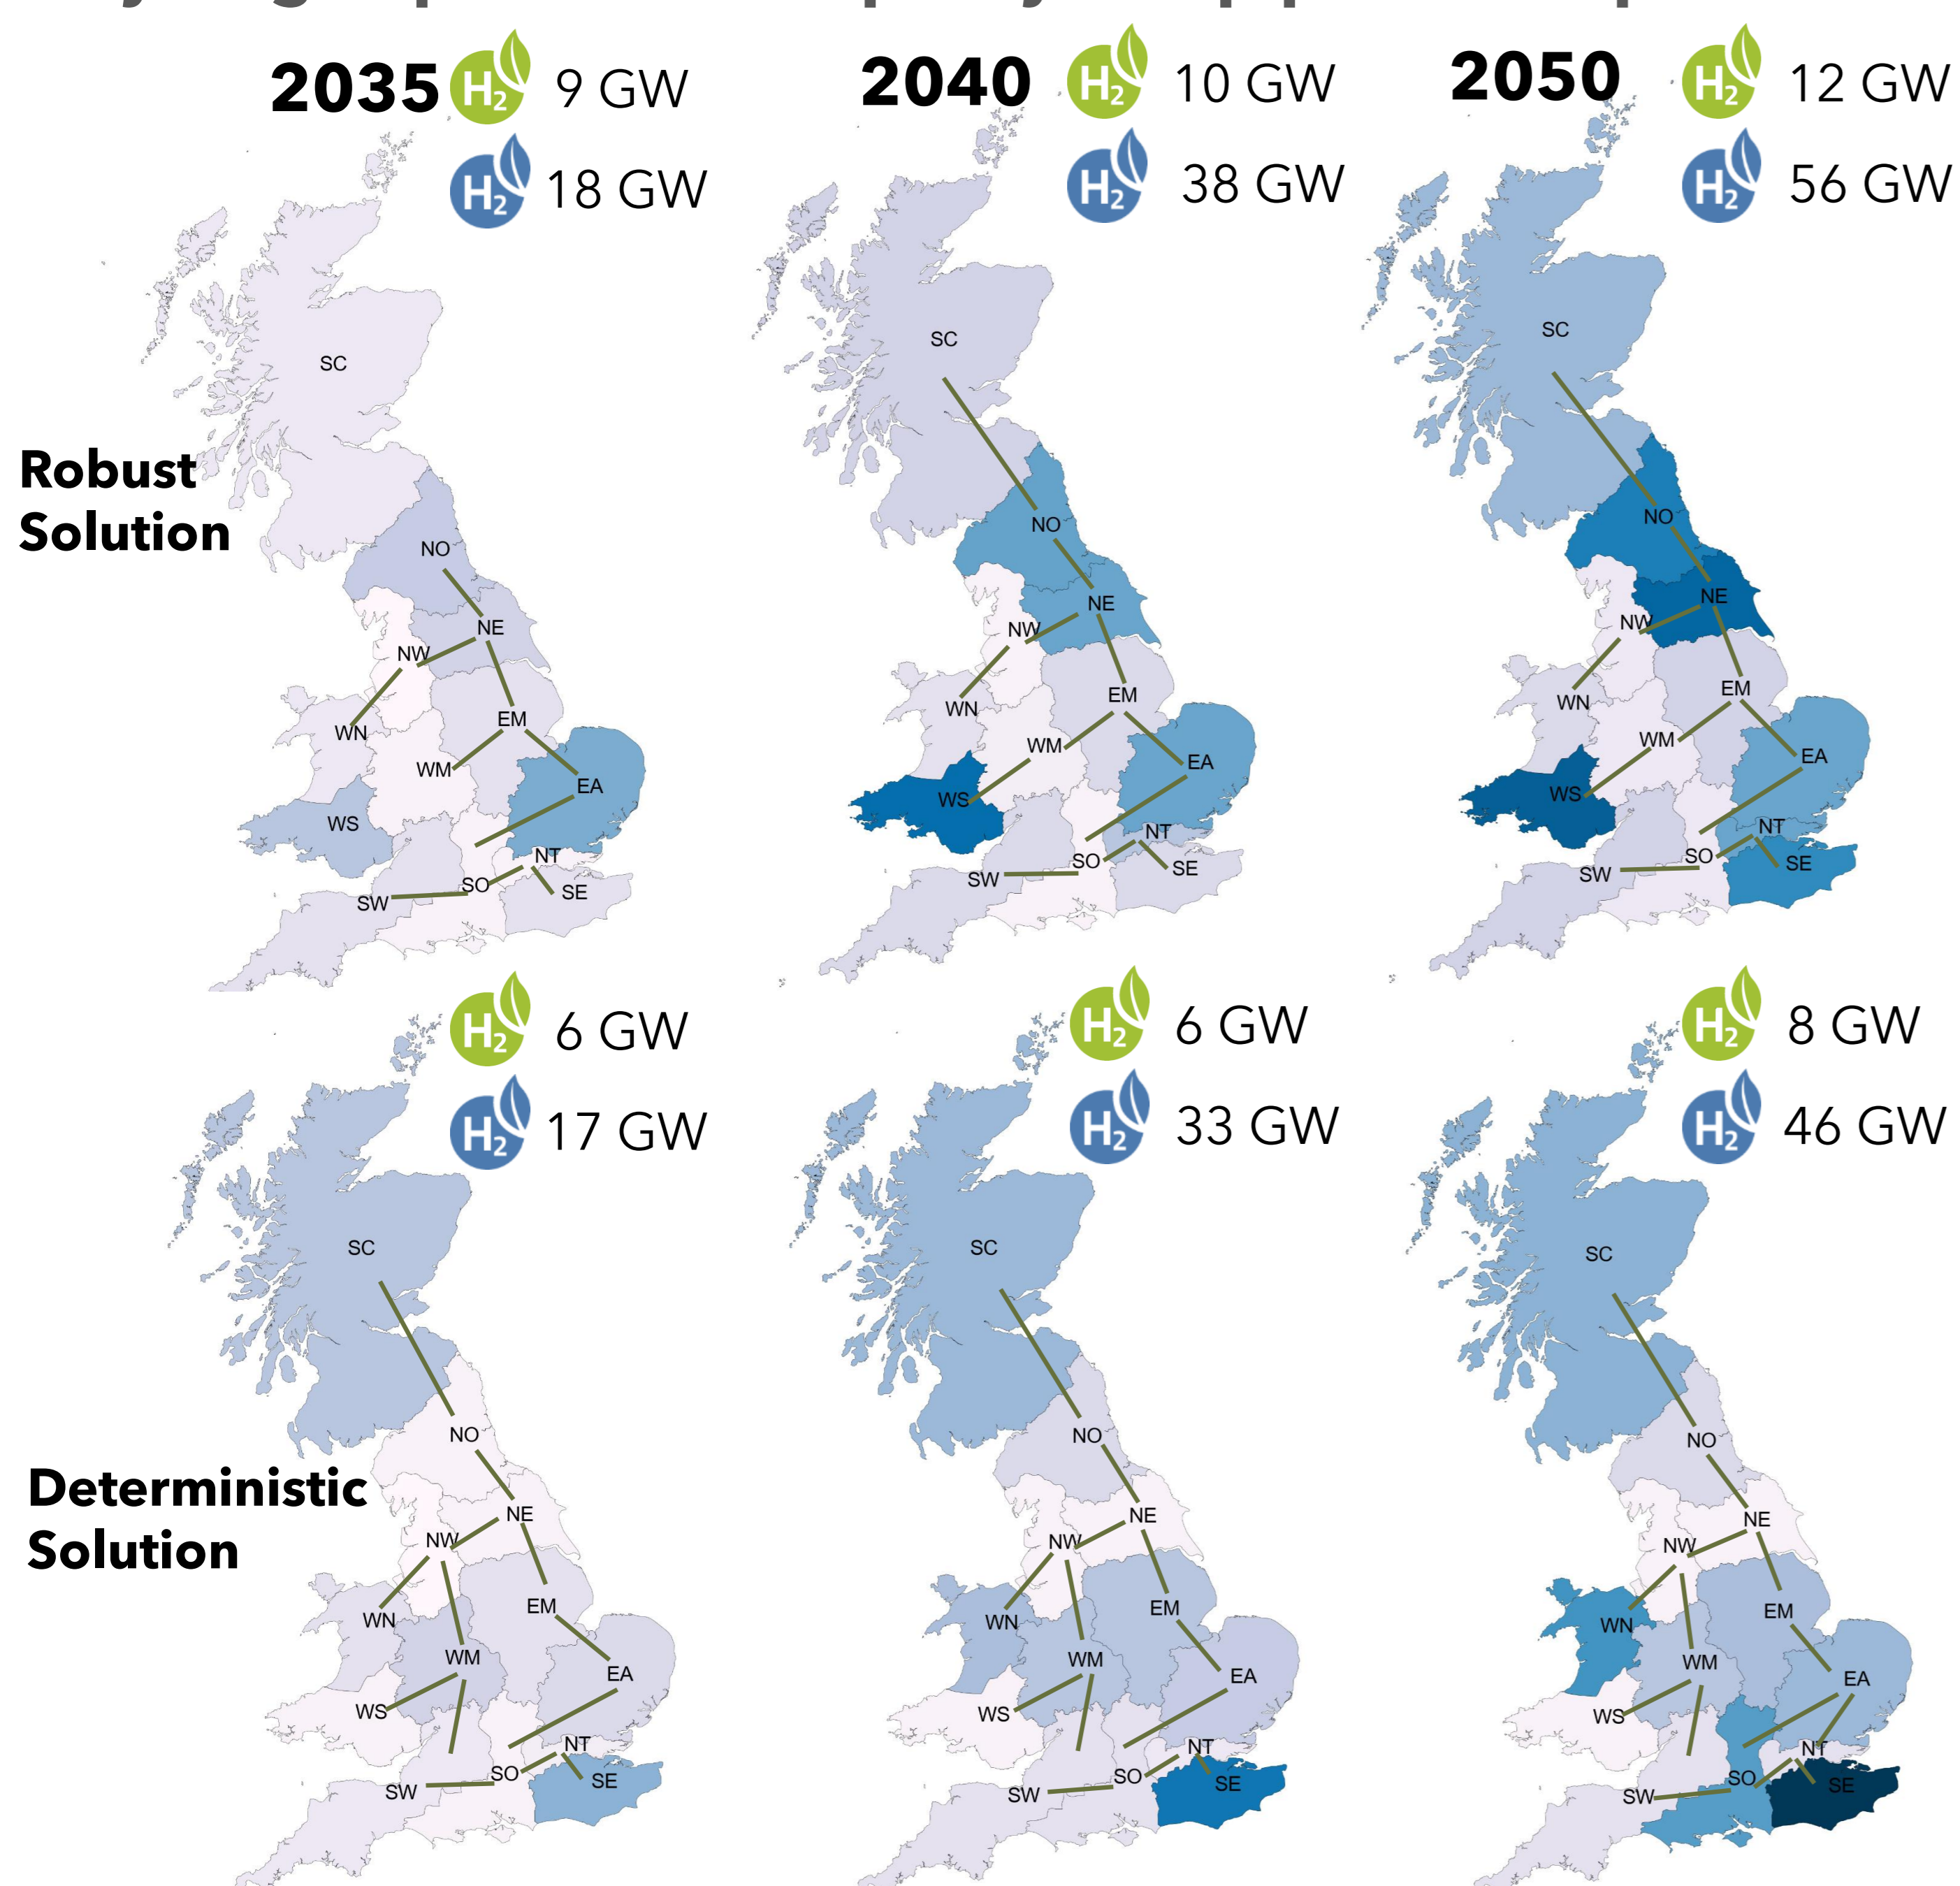 2035 H₂ 9 GW
H₂ 18 GW
2040 H₂ 10 GW
H₂ 38 GW
2050 H₂ 12 GW
H₂ 56 GW
Robust
Solution
SC
NO
NE
NW
WN
EM
WM
EA
WS
NT
SO
SE
SW
SC
NO
NE
NW
EM
WN
WM
EA
WS
NT
SO
SE
SW
SC
NO
NE
NW
EM
WN
WM
EA
WS
NT
SO
SE
SW
H₂ 6 GW
H₂ 17 GW
H₂ 6 GW
H₂ 33 GW
H₂ 8 GW
H₂ 46 GW
Deterministic
Solution
SC
NO
NE
NW
EM
WN
WM
EA
WS
NT
SO
SE
SW
SC
NO
NE
NW
EM
WN
WM
EA
WS
NT
SO
SE
SW
SC
NO
NE
NW
EM
WN
WM
EA
WS
NT
SO
SE
SW